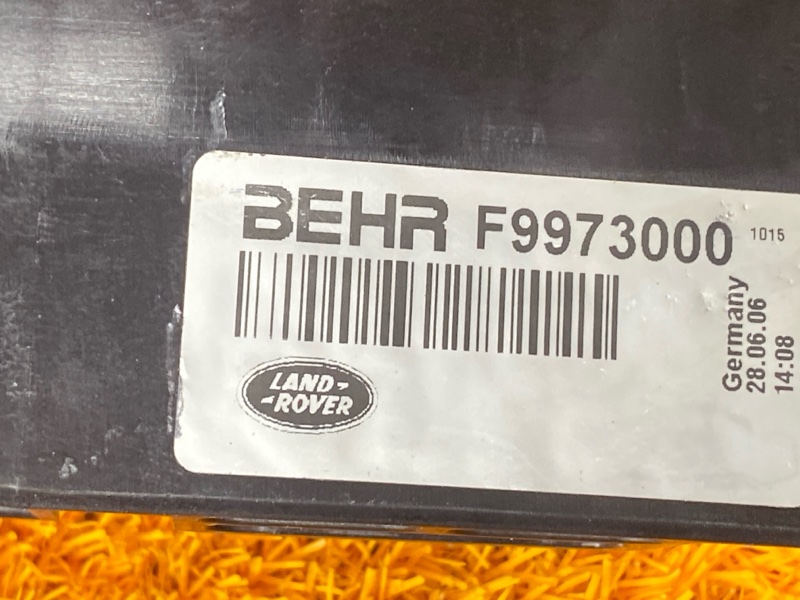 BEHR F9973000 1015
LAND-
-ROVER
Germany
28.06.06
14:08